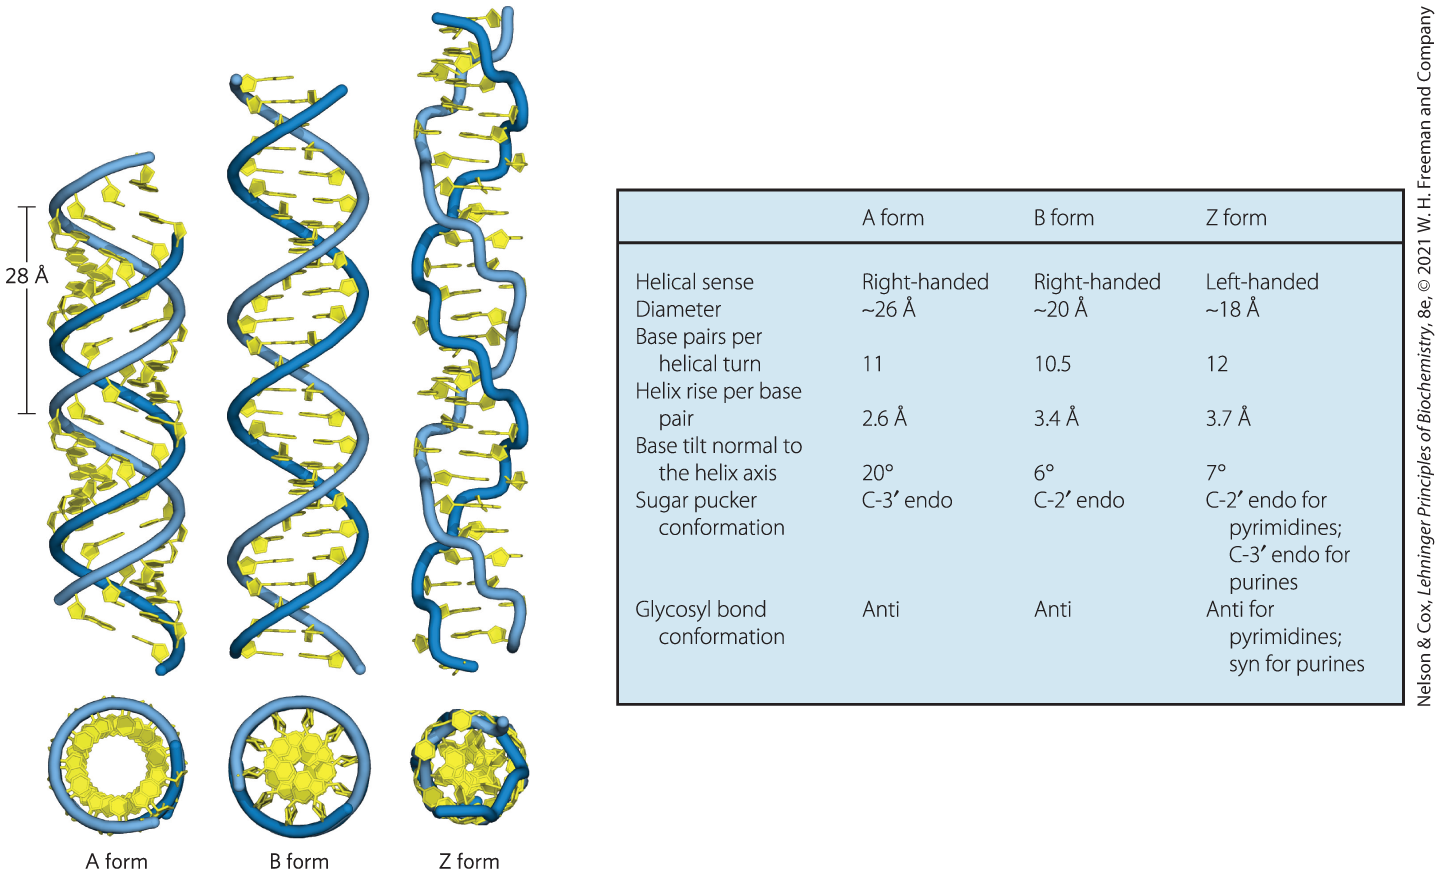 28 Å
A form
B form
Z form
A form B form Z form
Helical sense Right-handed Right-handed Left-handed
Diameter ~26 Å ~20 Å ~18 Å
Base pairs per
helical turn 11 10.5 12
Helix rise per base
pair 2.6 Å 3.4 Å 3.7 Å
Base tilt normal to
the helix axis 20° 6° 7°
Sugar pucker C-3′ endo C-2′ endo C-2′ endo for
conformation pyrimidines;
C-3′ endo for
purines
Glycosyl bond Anti Anti Anti for
conformation pyrimidines;
syn for purines
Nelson & Cox, Lehninger Principles of Biochemistry, 8e, © 2021 W. H. Freeman and Company